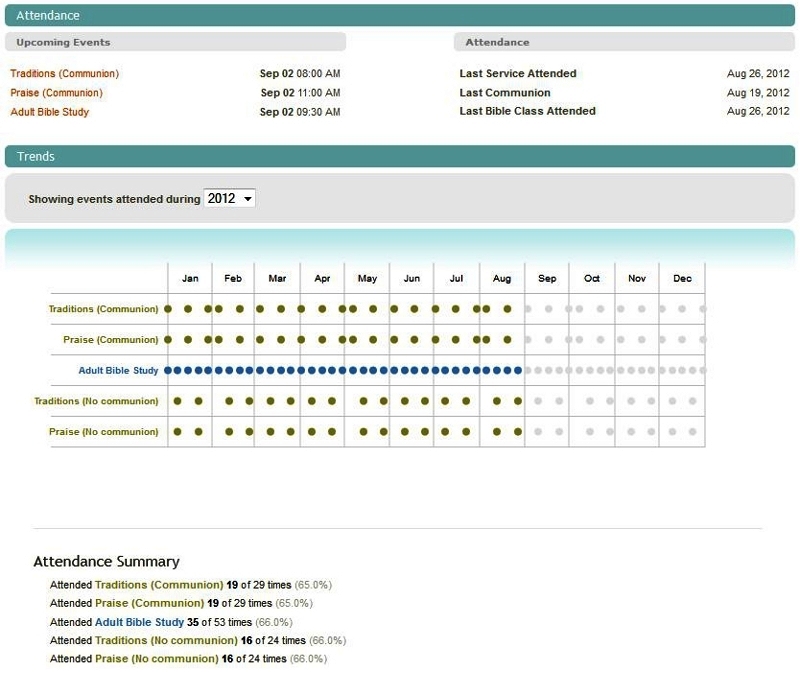 Attendance
Upcoming Events
Attendance
Traditions (Communion) Sep 02 08:00 AM
Last Service Attended Aug 26, 2012
Praise (Communion) Sep 02 11:00 AM
Last Communion Aug 19, 2012
Adult Bible Study Sep 02 09:30 AM
Last Bible Class Attended Aug 26, 2012
Trends
Showing events attended during 2012
Jan Feb Mar Apr May Jun Jul Aug Sep Oct Nov Dec
Traditions (Communion)
Praise (Communion)
Adult Bible Study
Traditions (No communion)
Praise (No communion)
Attendance Summary
Attended Traditions (Communion) 19 of 29 times (65.0%)
Attended Praise (Communion) 19 of 29 times (65.0%)
Attended Adult Bible Study 35 of 53 times (66.0%)
Attended Traditions (No communion) 16 of 24 times (66.0%)
Attended Praise (No communion) 16 of 24 times (66.0%)